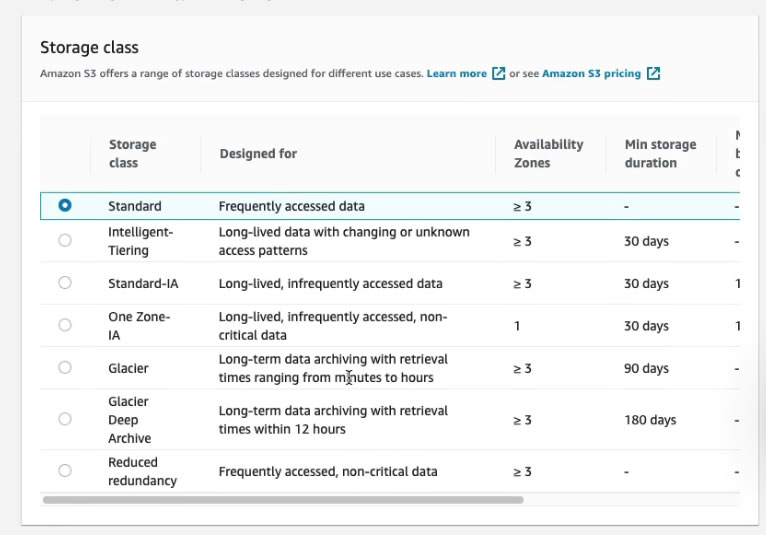 Storage class
Amazon S3 offers a range of storage classes designed for different use cases. Learn more or see Amazon S3 pricing
Storage class Designed for Availability Zones Min storage duration
Standard Frequently accessed data ≥ 3 - -
Intelligent-Tiering Long-lived data with changing or unknown access patterns ≥ 3 30 days -
Standard-IA Long-lived, infrequently accessed data ≥ 3 30 days 1
One Zone-IA Long-lived, infrequently accessed, non-critical data 1 30 days 1
Glacier Long-term data archiving with retrieval times ranging from minutes to hours ≥ 3 90 days -
Glacier Deep Archive Long-term data archiving with retrieval times within 12 hours ≥ 3 180 days -
Reduced redundancy Frequently accessed, non-critical data ≥ 3 - -